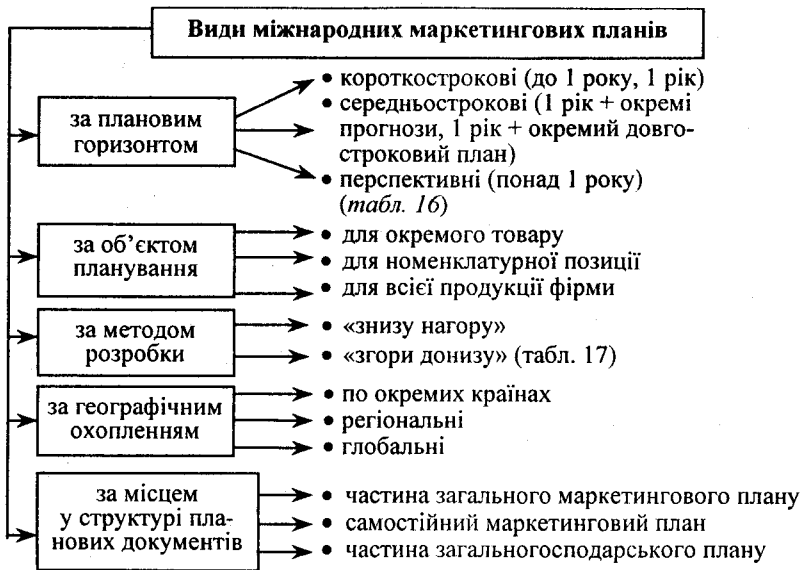 Види міжнародних маркетингових планів
за плановим
горизонтом
• короткострокові (до 1 року, 1 рік)
• середньострокові (1 рік + окремі
прогнози, 1 рік + окремий довго-
строковий план)
• перспективні (понад 1 року)
(табл. 16)
за об’єктом
планування
• для окремого товару
• для номенклатурної позиції
• для всієї продукції фірми
за методом
розробки
• «знизу нагору»
• «згори донизу» (табл. 17)
за географічним
охопленням
• по окремих країнах
• регіональні
• глобальні
за місцем
у структурі пла-
нових документів
• частина загального маркетингового плану
• самостійний маркетинговий план
• частина загальногосподарського плану